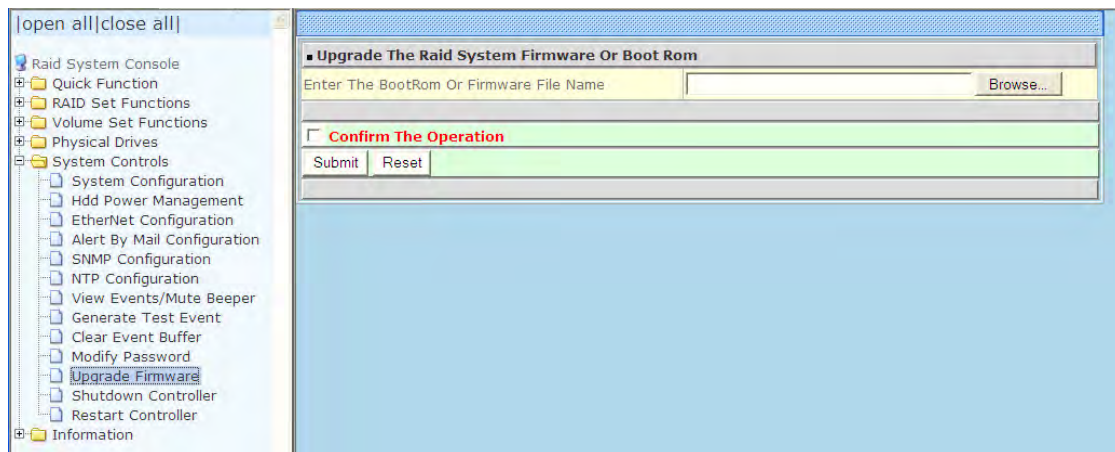 |open all|close all|
Raid System Console
Quick Function
RAID Set Functions
Volume Set Functions
Physical Drives
System Controls
System Configuration
Hdd Power Management
EtherNet Configuration
Alert By Mail Configuration
SNMP Configuration
NTP Configuration
View Events/Mute Beeper
Generate Test Event
Clear Event Buffer
Modify Password
Upgrade Firmware
Shutdown Controller
Restart Controller
Information
Upgrade The Raid System Firmware Or Boot Rom
Enter The BootRom Or Firmware File Name
Browse...
Confirm The Operation
Submit Reset